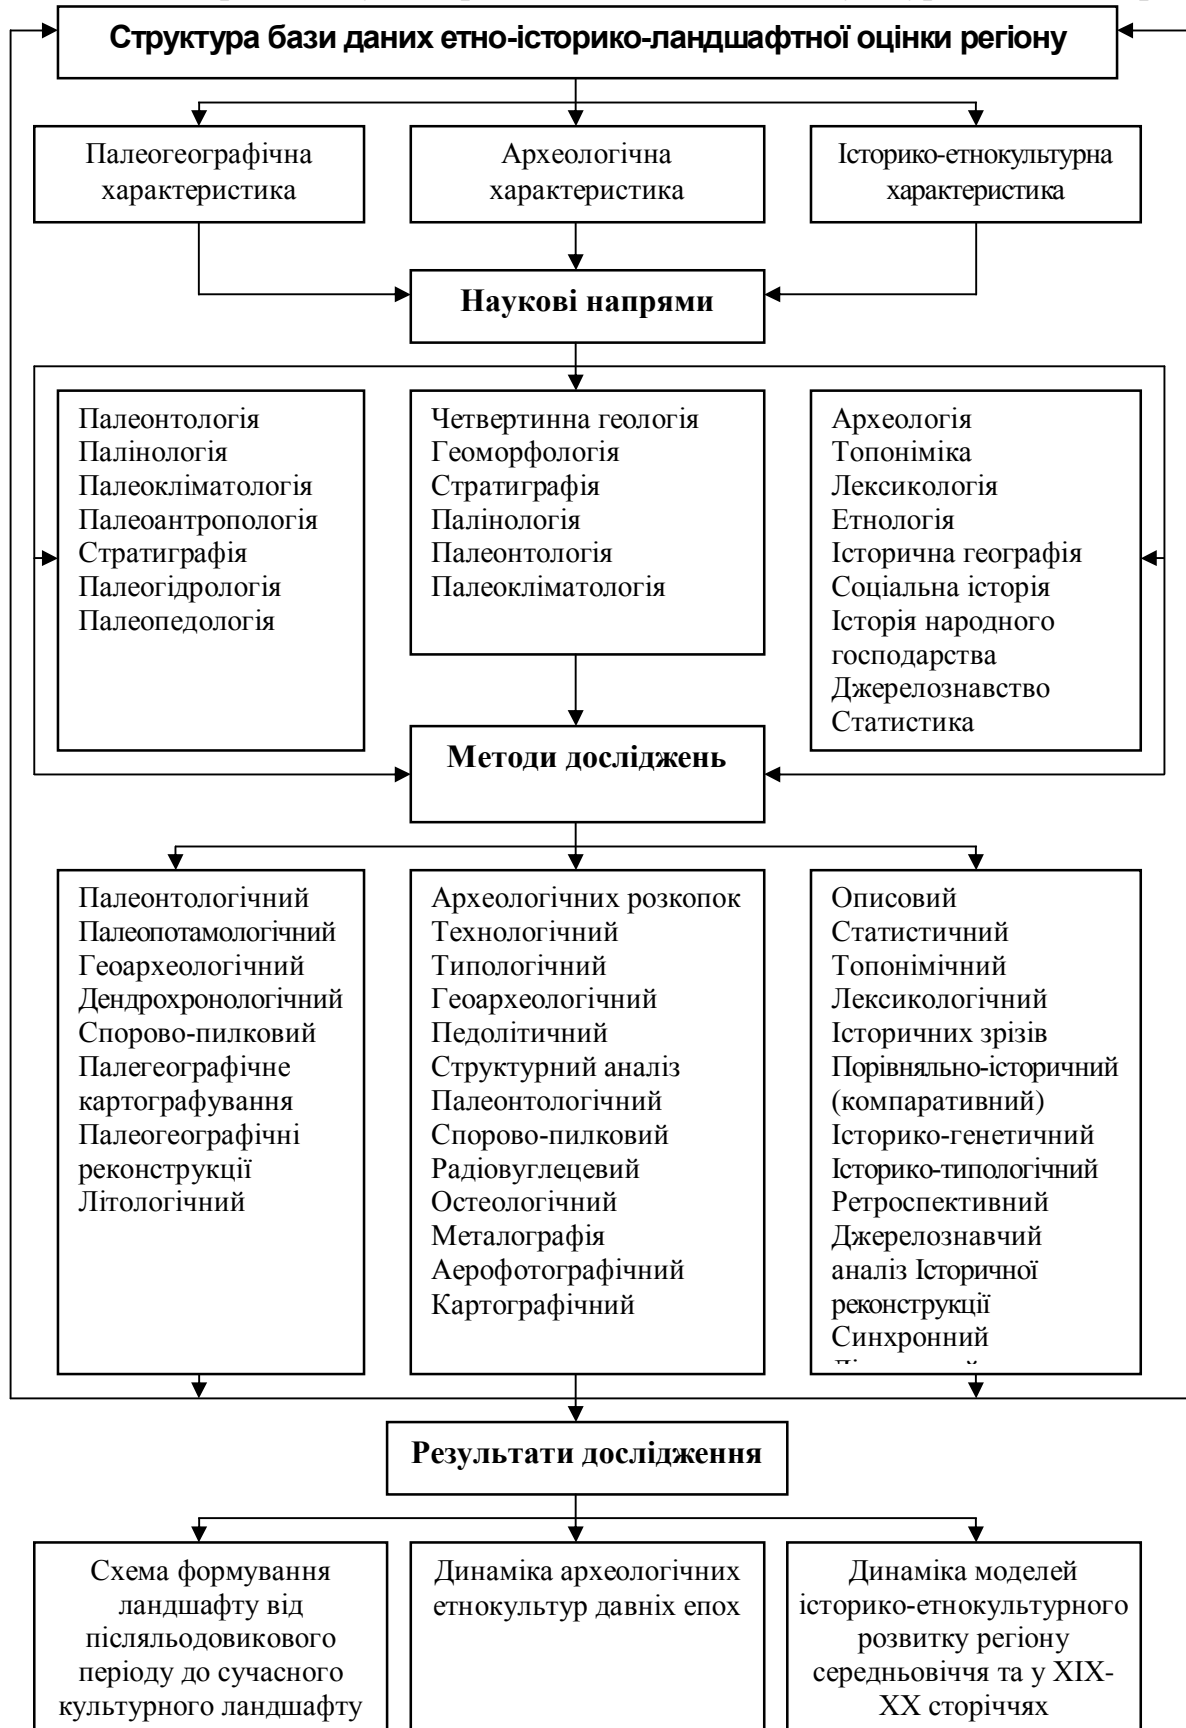 Структура бази даних етно-історико-ландшафтної оцінки регіону
Палеогеографічна
характеристика
Археологічна
характеристика
Історико-етнокультурна
характеристика
Наукові напрями
Палеонтологія
Палінологія
Палеокліматологія
Палеоантропологія
Стратиграфія
Палеогідрологія
Палеопедологія
Четвертинна геологія
Геоморфологія
Стратиграфія
Палінологія
Палеонтологія
Палеокліматологія
Археологія
Топоніміка
Лексикологія
Етнологія
Історична географія
Соціальна історія
Історія народного
господарства
Джерелознавство
Статистика
Методи досліджень
Палеонтологічний
Палеопотамологічний
Геоархеологічний
Дендрохронологічний
Спорово-пилковий
Палегеографічне
картографування
Палеогеографічні
реконструкції
Літологічний
Археологічних розкопок
Технологічний
Типологічний
Геоархеологічний
Педолітичний
Структурний аналіз
Палеонтологічний
Спорово-пилковий
Радіовуглецевий
Остеологічний
Металографія
Аерофотографічний
Картографічний
Описовий
Статистичний
Топонімічний
Лексикологічний
Історичних зрізів
Порівняльно-історичний
(компаративний)
Історико-генетичний
Історико-типологічний
Ретроспективний
Джерелознавчий
аналіз Історичної
реконструкції
Синхронний
Результати дослідження
Схема формування
ландшафту від
післяльодовикового
періоду до сучасного
культурного ландшафту
Динаміка археологічних
етнокультур давніх епох
Динаміка моделей
історико-етнокультурного
розвитку регіону
середньовіччя та у XIX-
XX сторіччях